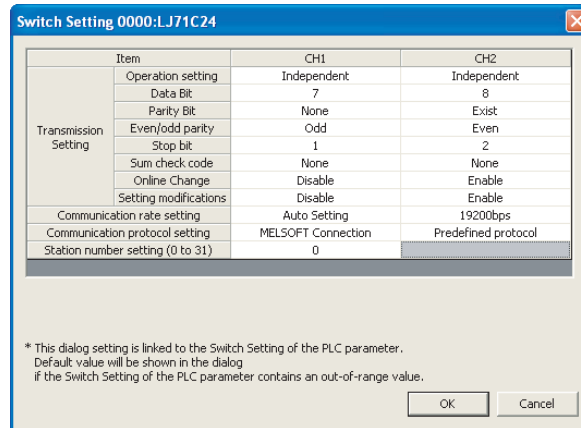 Switch Setting 0000:LJ71C24
Item CH1 CH2
Transmission Setting
Operation setting Independent Independent
Data Bit 7 8
Parity Bit None Exist
Even/odd parity Odd Even
Stop bit 1 2
Sum check code None None
Online Change Disable Enable
Setting modifications Disable Enable
Communication rate setting Auto Setting 19200bps
Communication protocol setting MELSOFT Connection Predefined protocol
Station number setting (0 to 31) 0
* This dialog setting is linked to the Switch Setting of the PLC parameter.
Default value will be shown in the dialog
if the Switch Setting of the PLC parameter contains an out-of-range value.
OK Cancel